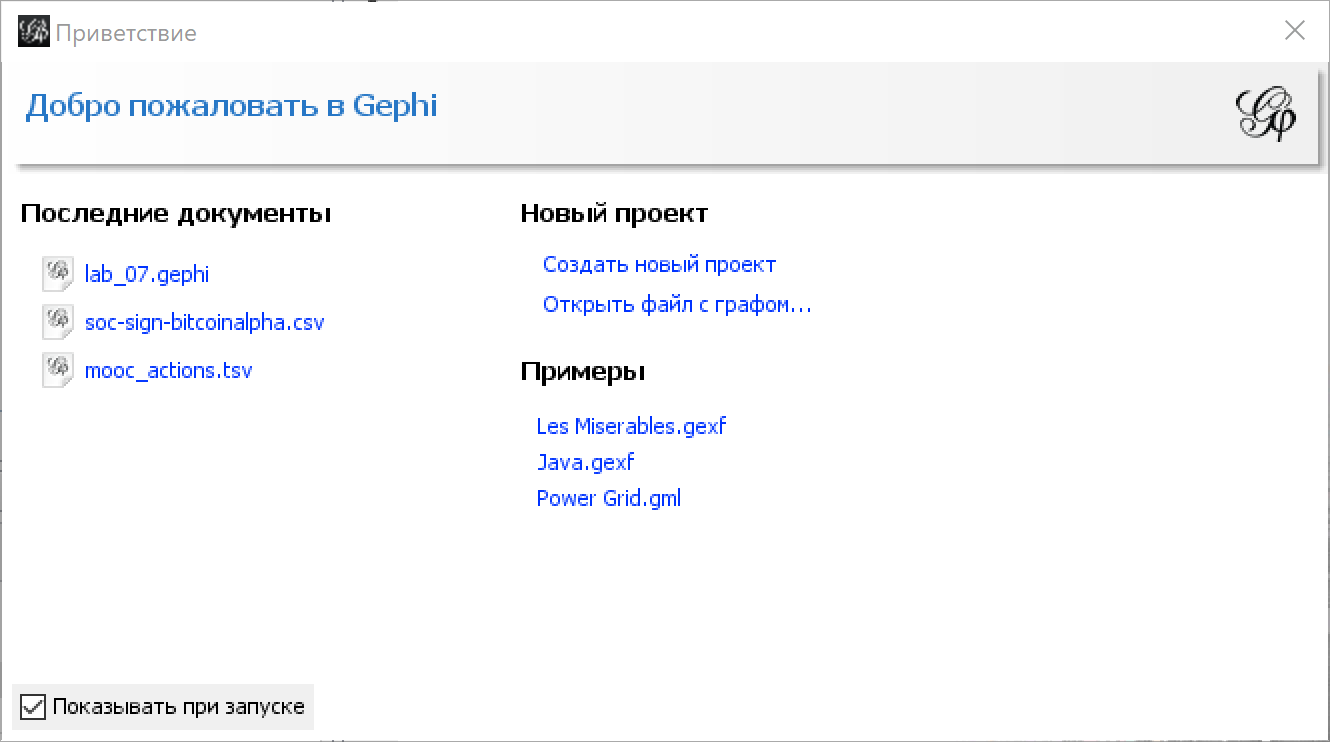 Приветствие
Добро пожаловать в Gephi
Последние документы
lab_07.gephi
soc-sign-bitcoinalpha.csv
mooc_actions.tsv
Новый проект
Создать новый проект
Открыть файл с графом...
Примеры
Les Miserables.gexf
Java.gexf
Power Grid.gml
Показывать при запуске